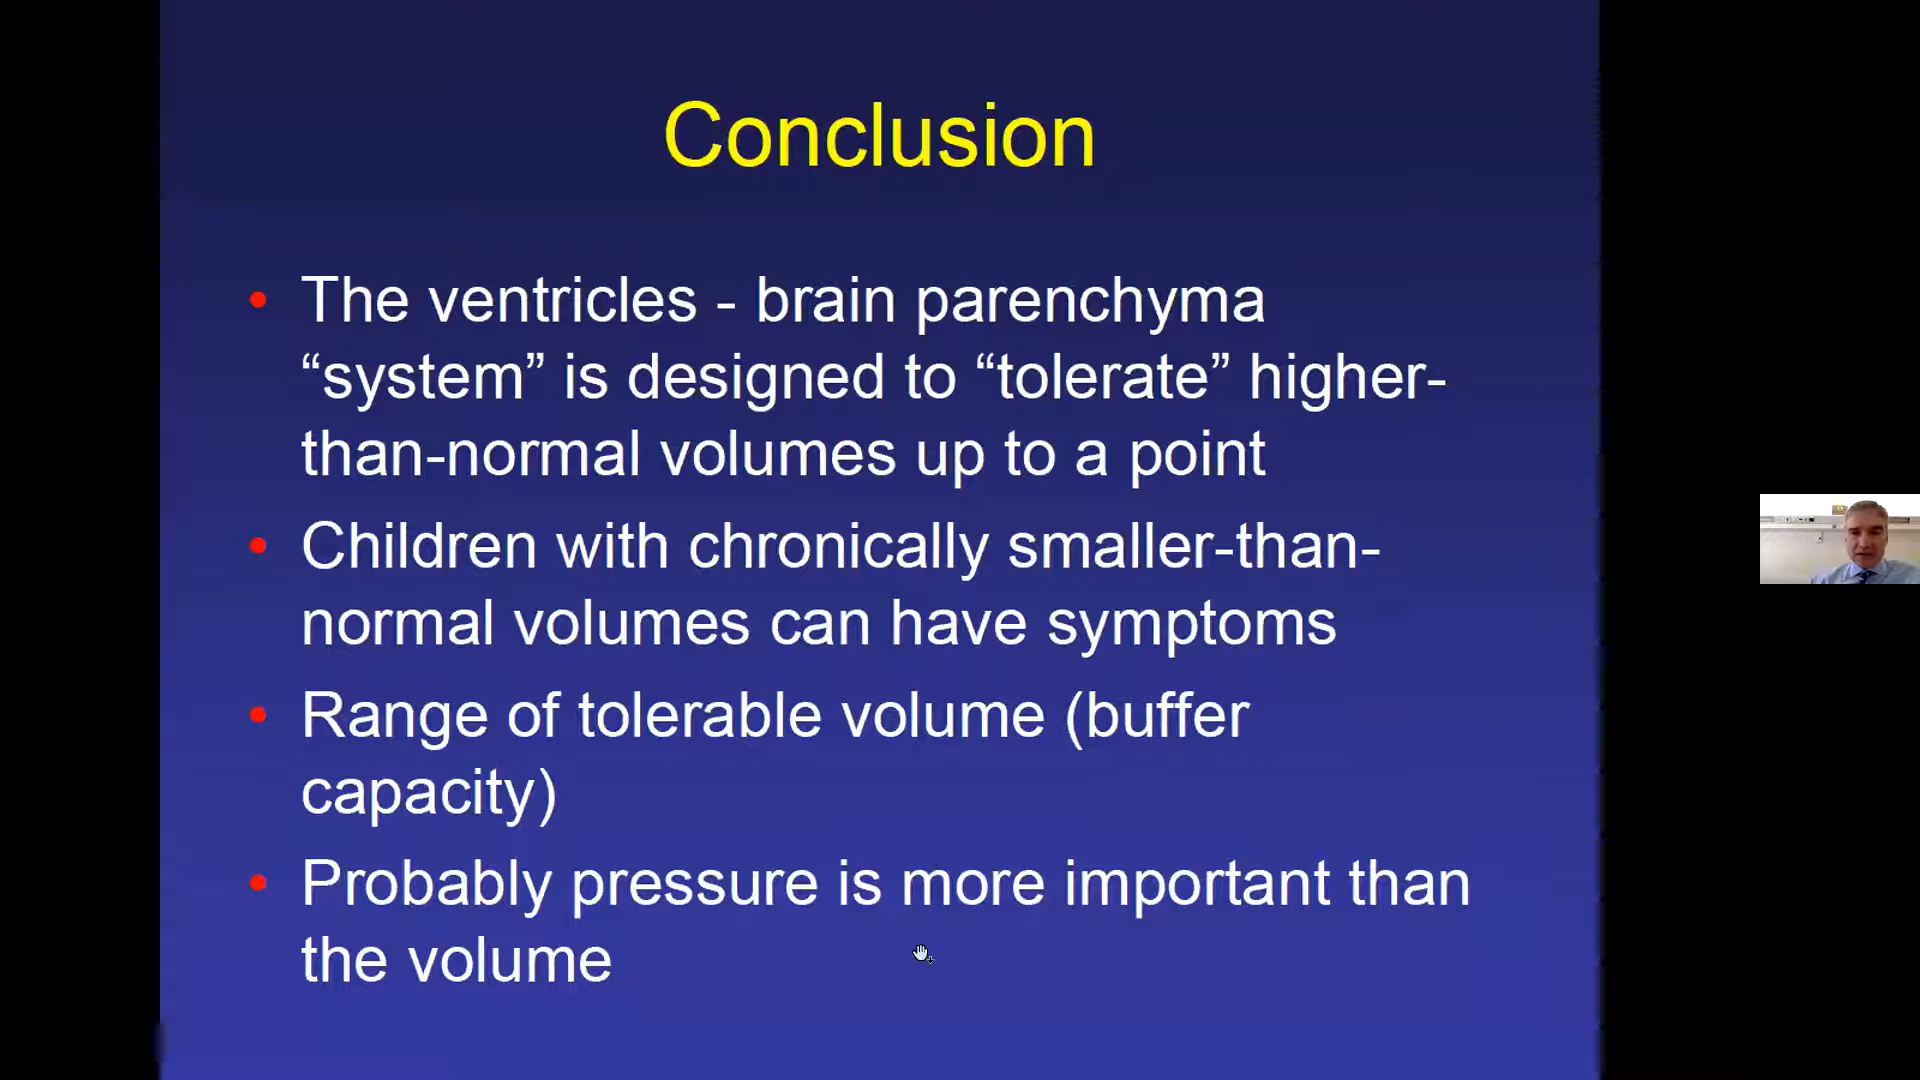 Conclusion
• The ventricles - brain parenchyma
“system” is designed to “tolerate” higher-
than-normal volumes up to a point
• Children with chronically smaller-than-
normal volumes can have symptoms
• Range of tolerable volume (buffer
capacity)
• Probably pressure is more important than
the volume